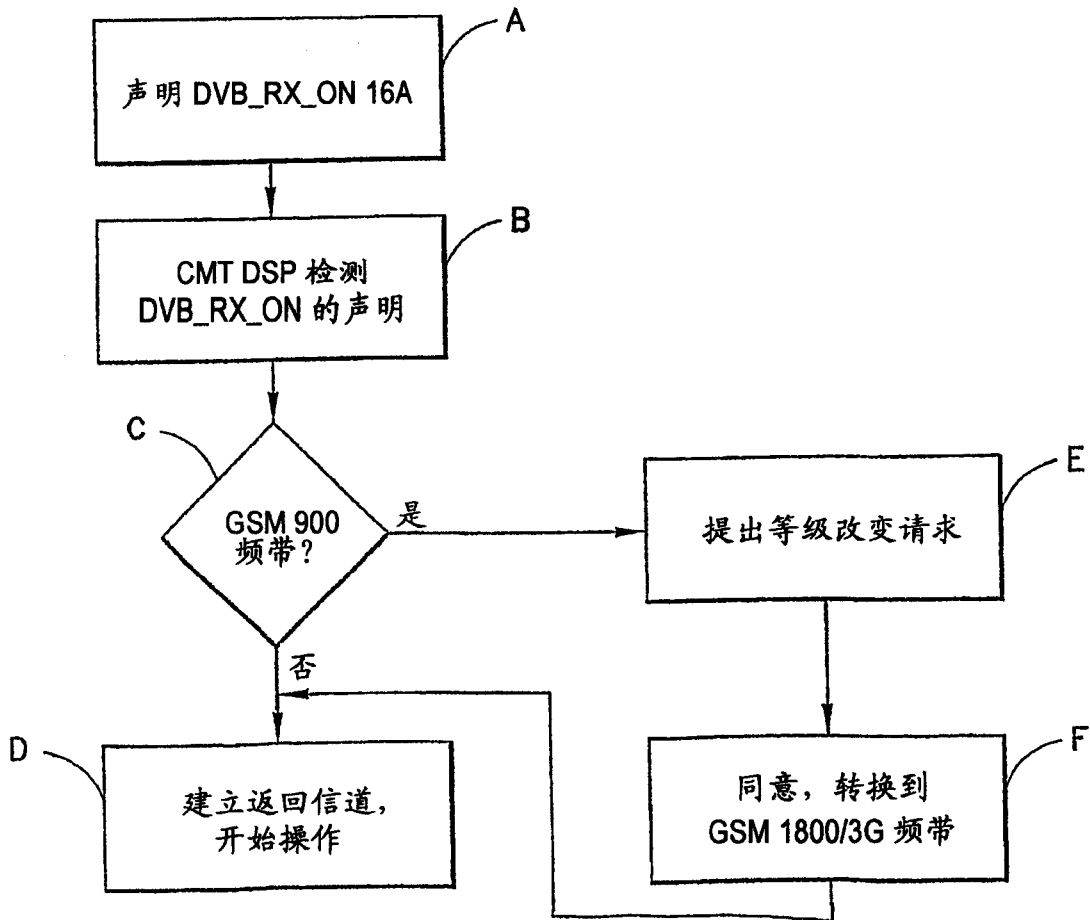 A
声明 DVB_RX_ON 16A
B
CMT DSP 检测
DVB_RX_ON 的声明
C
GSM 900
频带?
是
E
提出等级改变请求
否
D
建立返回信道,
开始操作
F
同意, 转换到
GSM 1800/3G 频带